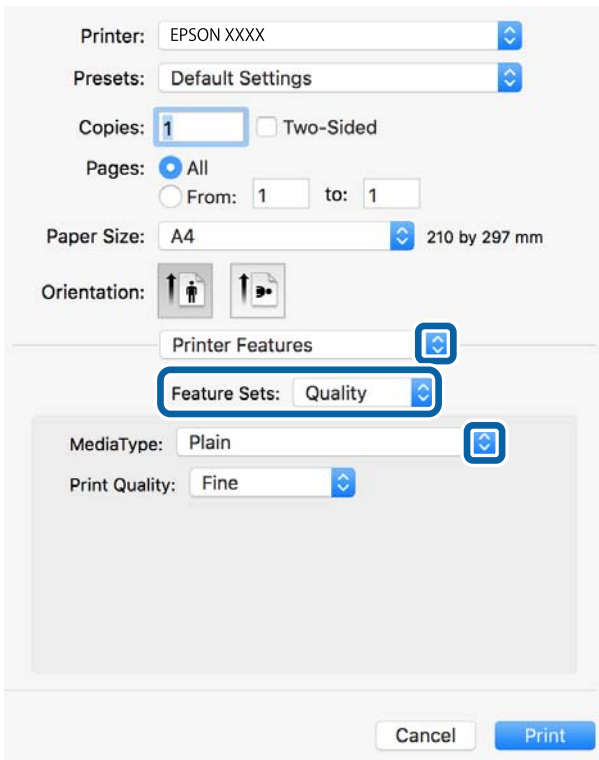 Printer: EPSON XXXX
Presets: Default Settings
Copies: 1 Two-Sided
Pages: All
From: 1 to: 1
Paper Size: A4 210 by 297 mm
Orientation:
Printer Features
Feature Sets: Quality
MediaType: Plain
Print Quality: Fine
Cancel Print